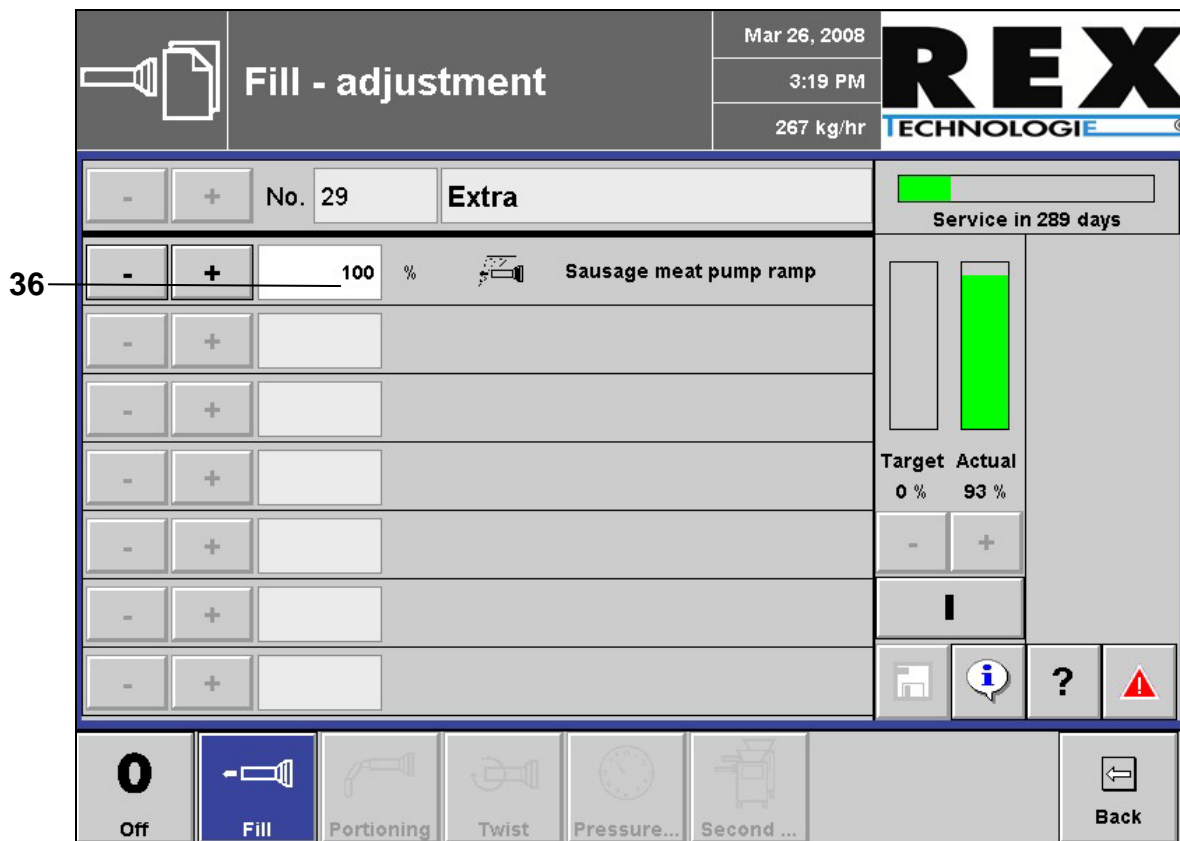 Fill - adjustment
Mar 26, 2008
3:19 PM
267 kg/hr
REX
TECHNOLOGIE ©
- + No. 29 Extra
Service in 289 days
36
- + 100 % Sausage meat pump ramp
- +
- +
- +
- +
- +
- +
Target Actual
0 % 93 %
- +
I
i ? !
0
Off
Fill
Portioning
Twist
Pressure...
Second ...
Back